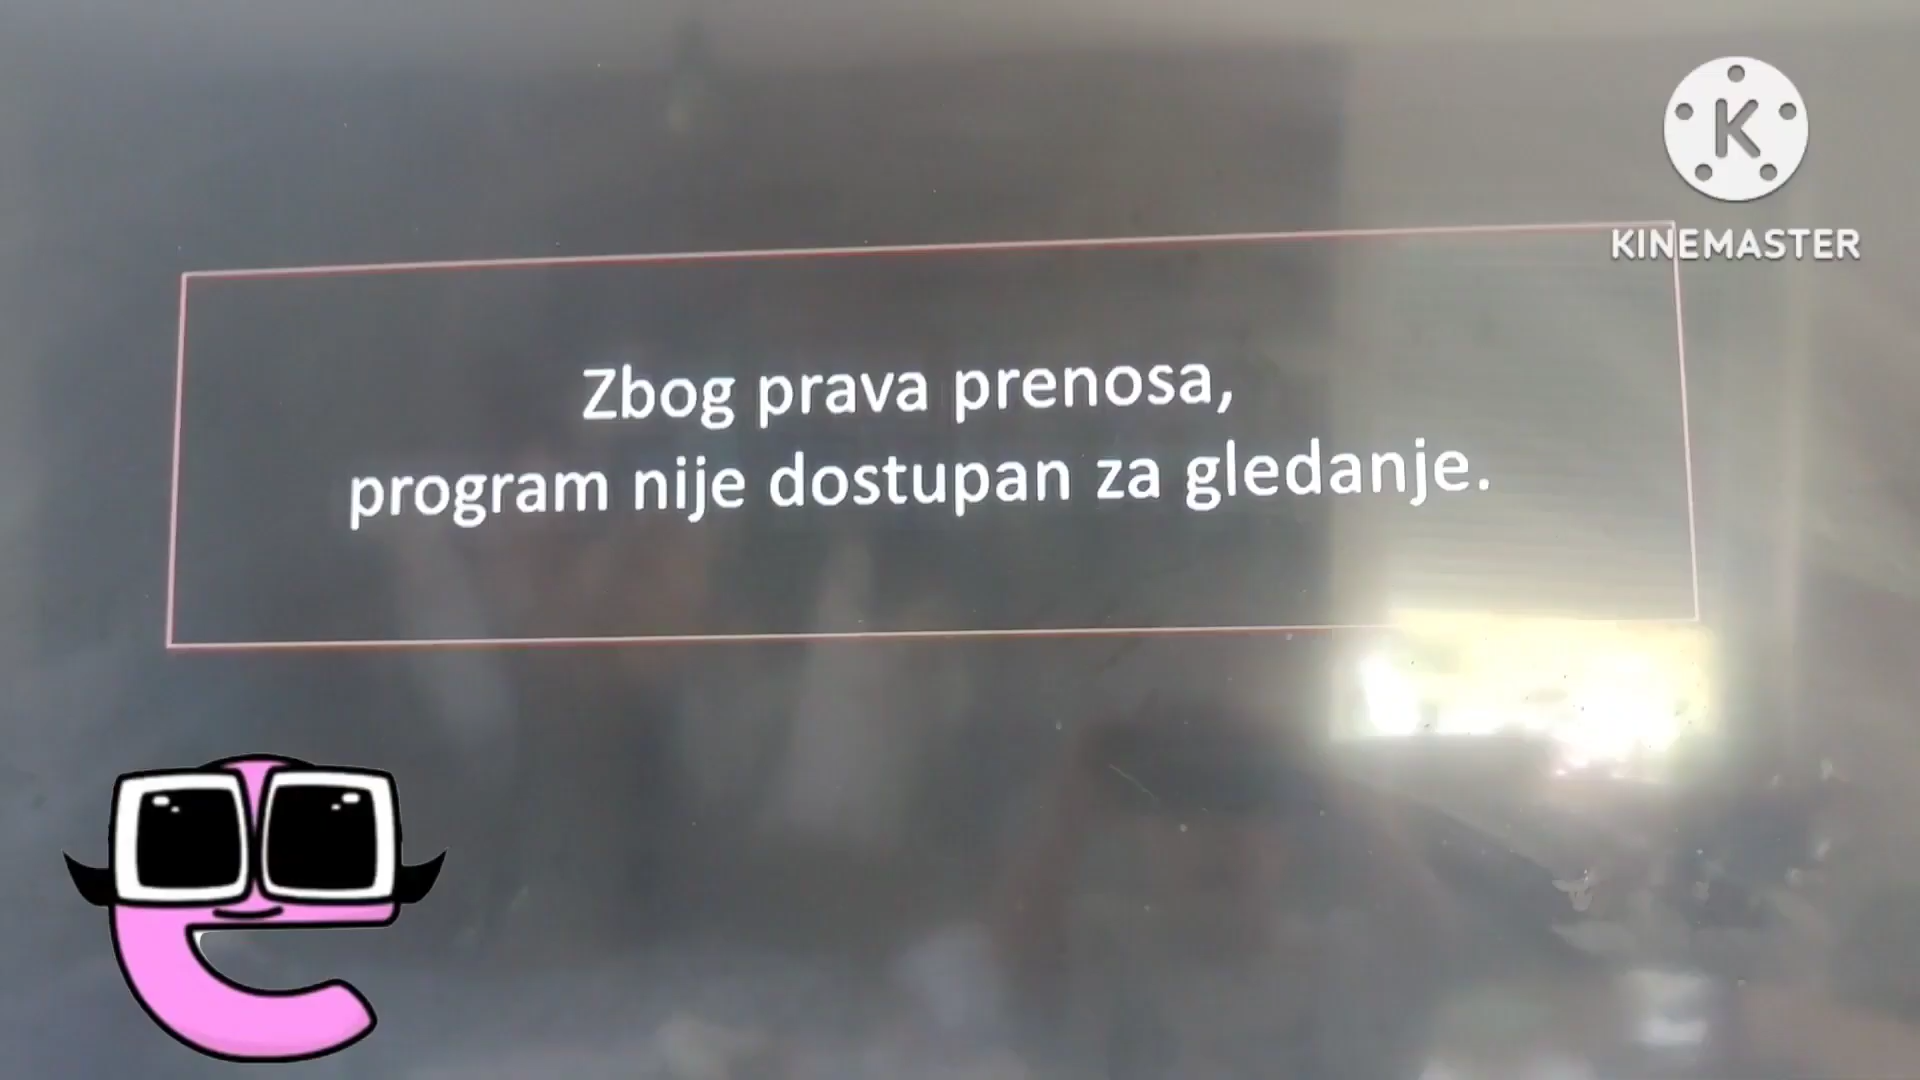 K
KINEMASTER
Zbog prava prenosa,
program nije dostupan za gledanje.